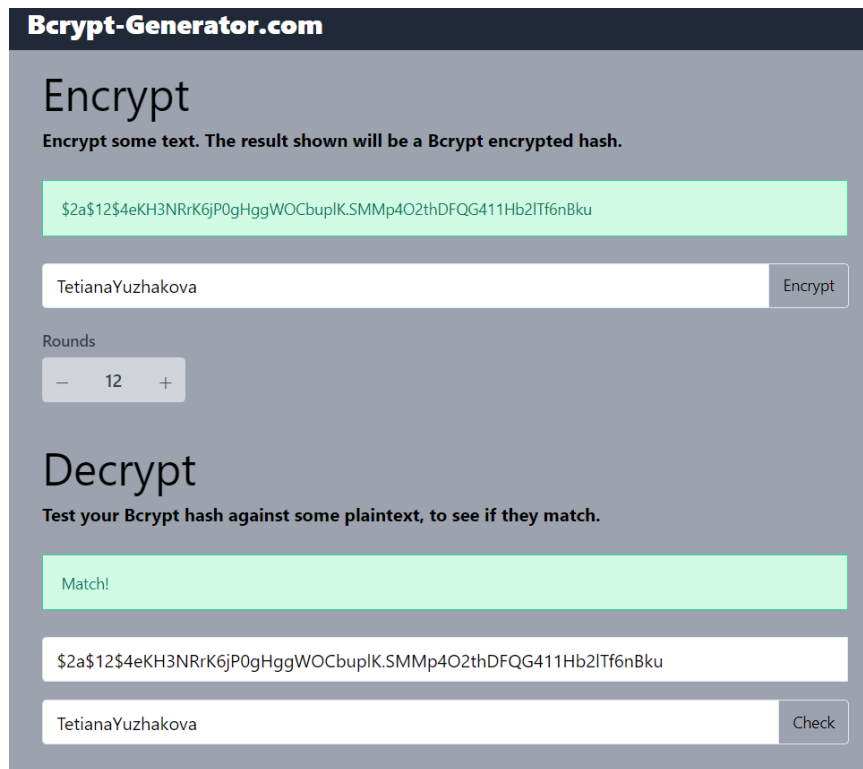 Bcrypt-Generator.com
Encrypt
Encrypt some text. The result shown will be a Bcrypt encrypted hash.
$2a$12$4eKH3NRrK6jP0gHggWOCbuplK.SMMp4O2thDFQG411Hb2lTf6nBku
TetianaYuzhakova
Encrypt
Rounds
− 12 +
Decrypt
Test your Bcrypt hash against some plaintext, to see if they match.
Match!
$2a$12$4eKH3NRrK6jP0gHggWOCbuplK.SMMp4O2thDFQG411Hb2lTf6nBku
TetianaYuzhakova
Check